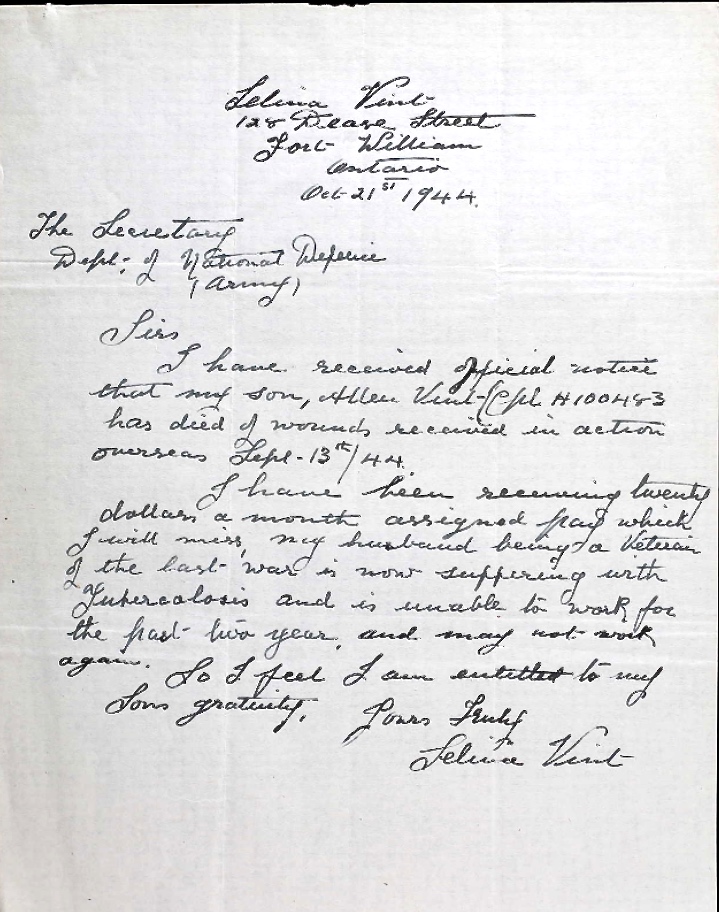 Selina Vint
128 Dease Street
Fort William
Ontario
Oct 21st 1944.
The Secretary
Dept. of National Defence
(Army)
Sirs
I have received official notice
that my son, Allen Vint (Cpl H100483
has died of wounds received in action
overseas Sept-13th/44.
I have been receiving twenty
dollars a month assigned pay which
I will miss, my husband being a Veteran
of the last war is now suffering with
Tubercolosis and is unable to work for
the past two year, and may not work
again. So I feel I am entitled to my
Sons gratuity. Yours Truly
Selina Vint